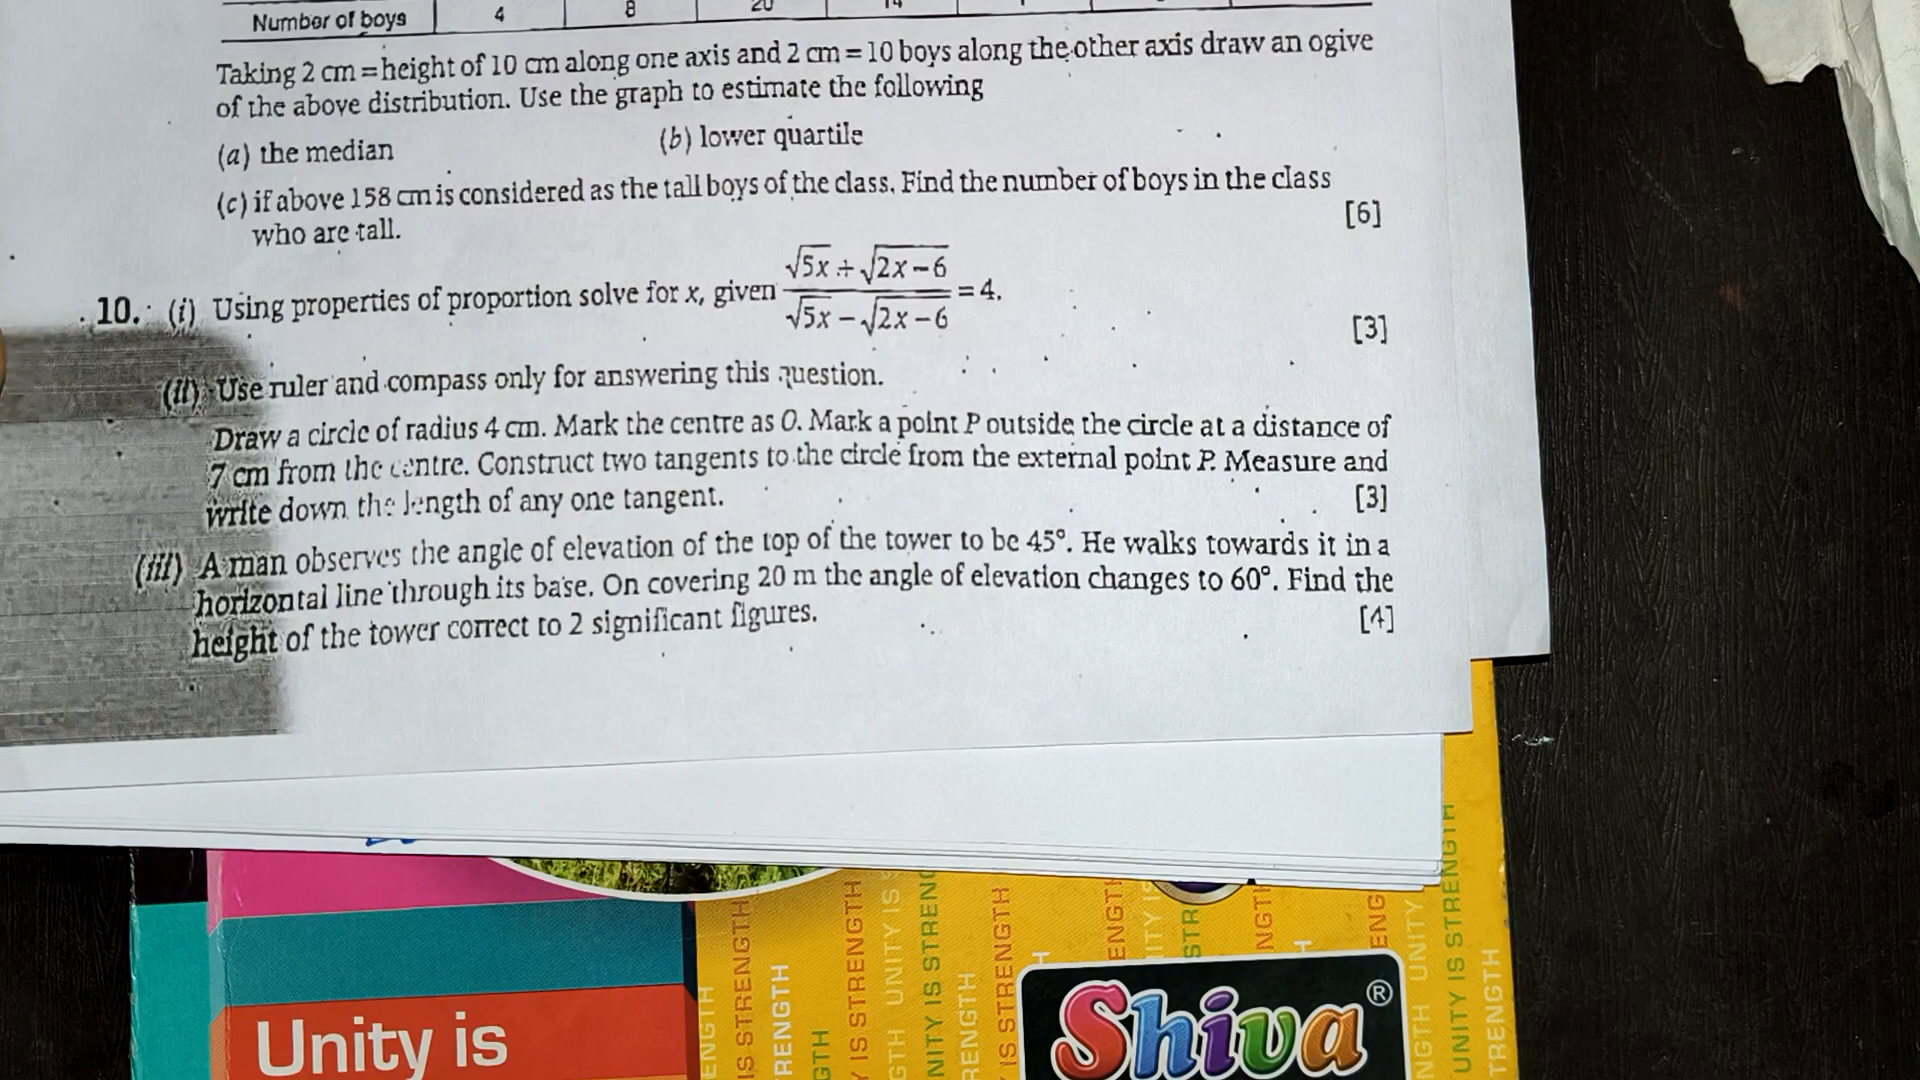 Number of boys 4 8 20 14
Taking 2 cm = height of 10 cm along one axis and 2 cm = 10 boys along the other axis draw an ogive
of the above distribution. Use the graph to estimate the following
(a) the median (b) lower quartile
(c) if above 158 cm is considered as the tall boys of the class. Find the number of boys in the class
who are tall. [6]
10. (i) Using properties of proportion solve for x, given (√5x + √2x – 6)/(√5x – √2x – 6) = 4. [3]
(ii) Use ruler and compass only for answering this question.
Draw a circle of radius 4 cm. Mark the centre as O. Mark a point P outside the circle at a distance of
7 cm from the centre. Construct two tangents to the circle from the external point P. Measure and
write down the length of any one tangent. [3]
(iii) A man observes the angle of elevation of the top of the tower to be 45°. He walks towards it in a
horizontal line through its base. On covering 20 m the angle of elevation changes to 60°. Find the
height of the tower correct to 2 significant figures. [4]
Unity is
Shiva®
IS STRENGTH
STRENGTH
Y IS STRENGTH
UNITY IS
IS STRENGTH
UNITY IS STRENGTH